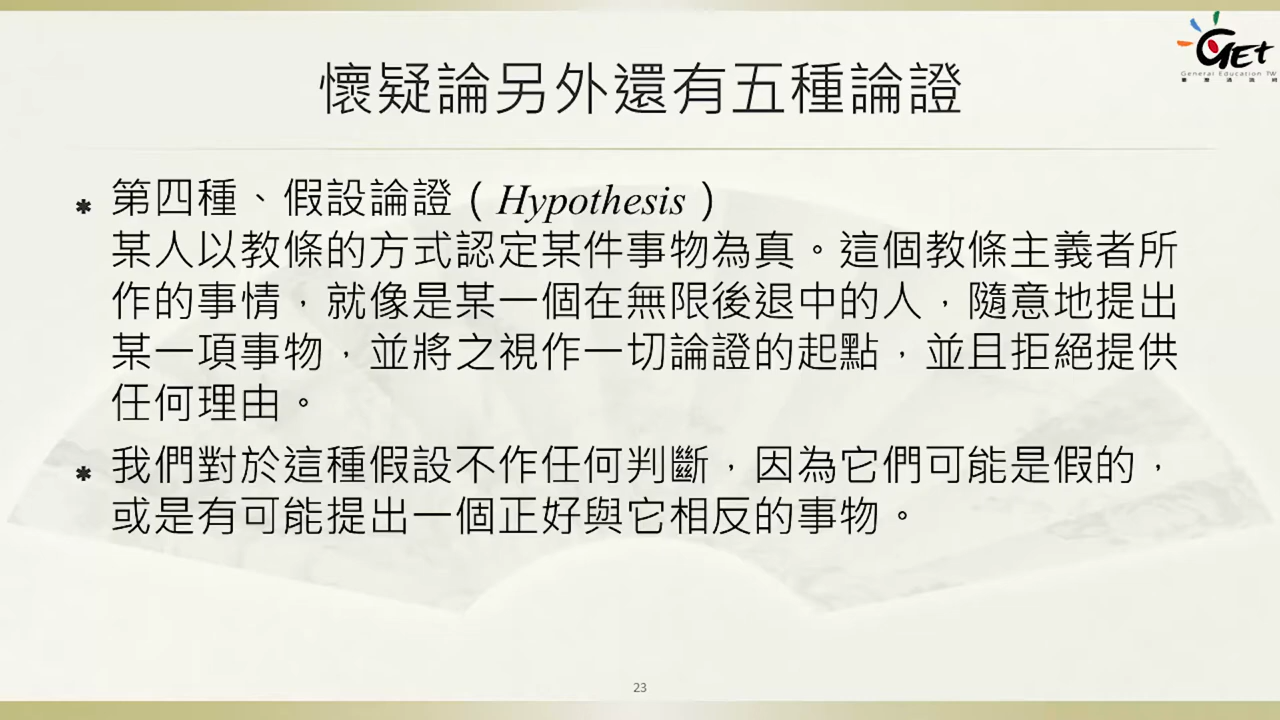 GET
General Education TW
懷疑論另外還有五種論證
* 第四種、假設論證（Hypothesis）
某人以教條的方式認定某件事物為真。這個教條主義者所
作的事情，就像是某一個在無限後退中的人，隨意地提出
某一項事物，並將之視作一切論證的起點，並且拒絕提供
任何理由。
* 我們對於這種假設不作任何判斷，因為它們可能是假的，
或是有可能提出一個正好與它相反的事物。
23